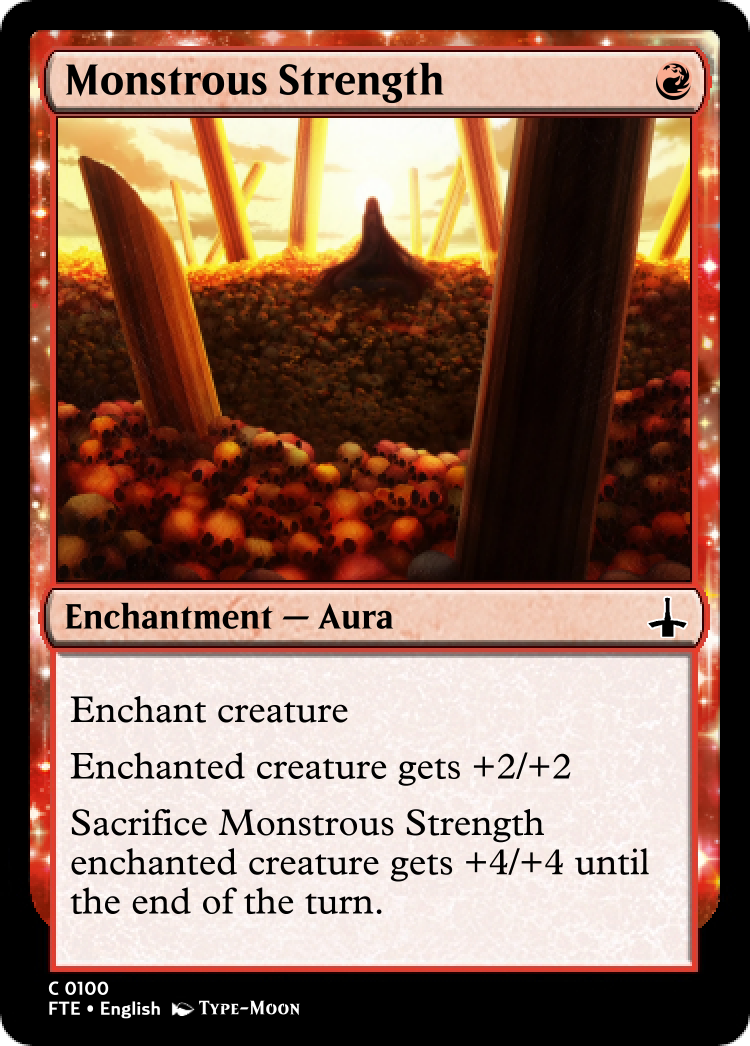 Monstrous Strength
Enchantment — Aura
Enchant creature
Enchanted creature gets +2/+2
Sacrifice Monstrous Strength
enchanted creature gets +4/+4 until
the end of the turn.
C 0100
FTE • English Type-Moon